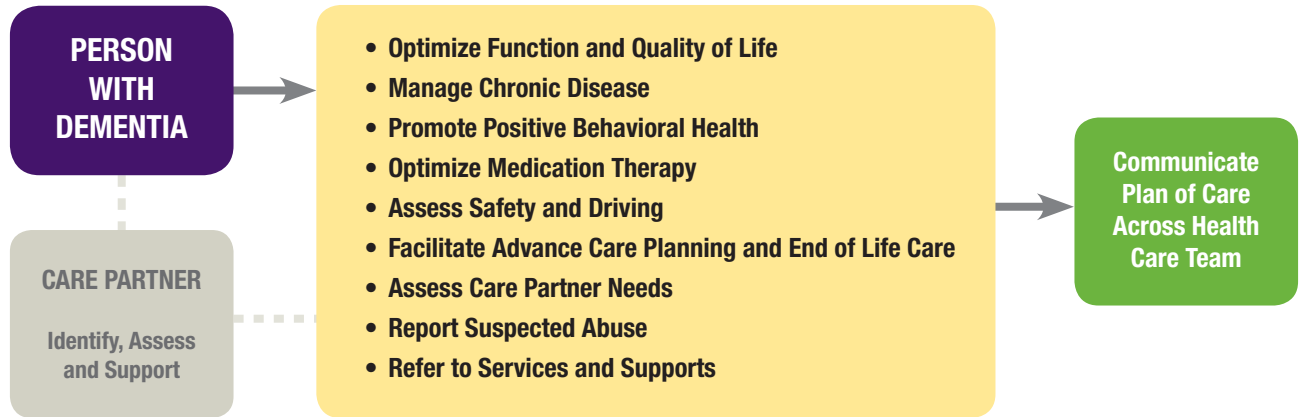 PERSON
WITH
DEMENTIA
CARE PARTNER
Identify, Assess
and Support
• Optimize Function and Quality of Life
• Manage Chronic Disease
• Promote Positive Behavioral Health
• Optimize Medication Therapy
• Assess Safety and Driving
• Facilitate Advance Care Planning and End of Life Care
• Assess Care Partner Needs
• Report Suspected Abuse
• Refer to Services and Supports
Communicate
Plan of Care
Across Health
Care Team